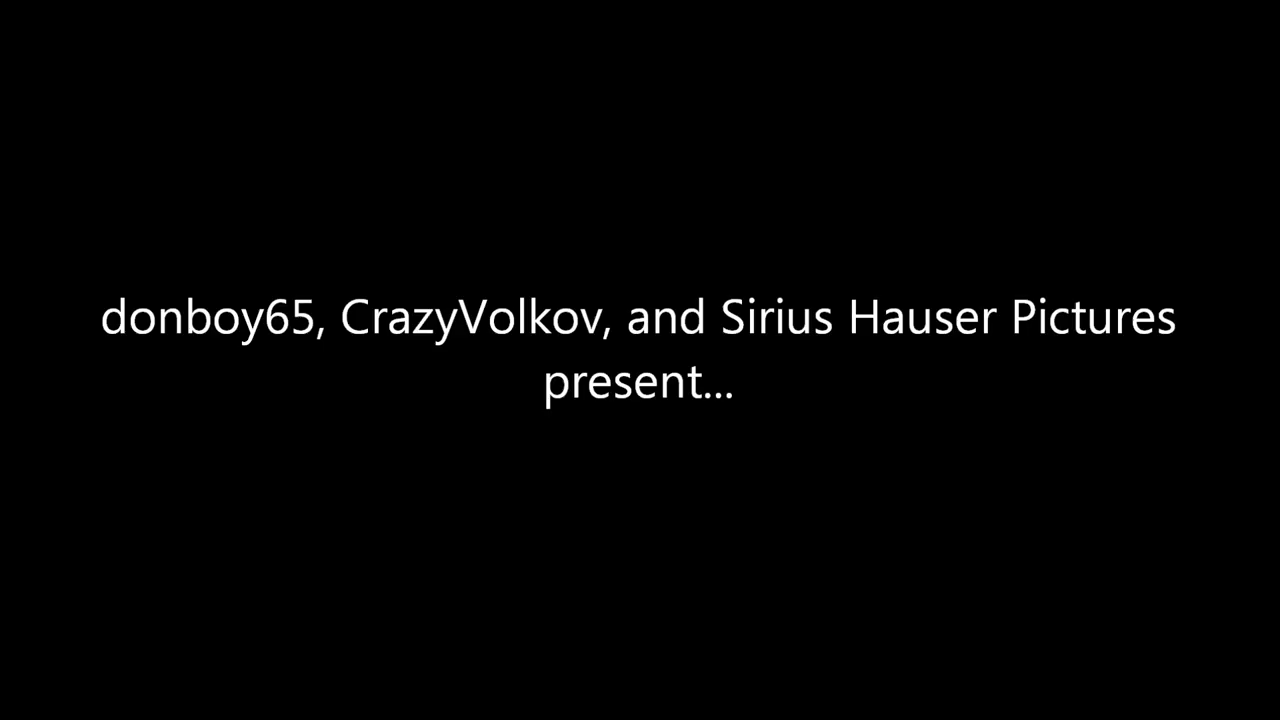 donboy65, CrazyVolkov, and Sirius Hauser Pictures
present...